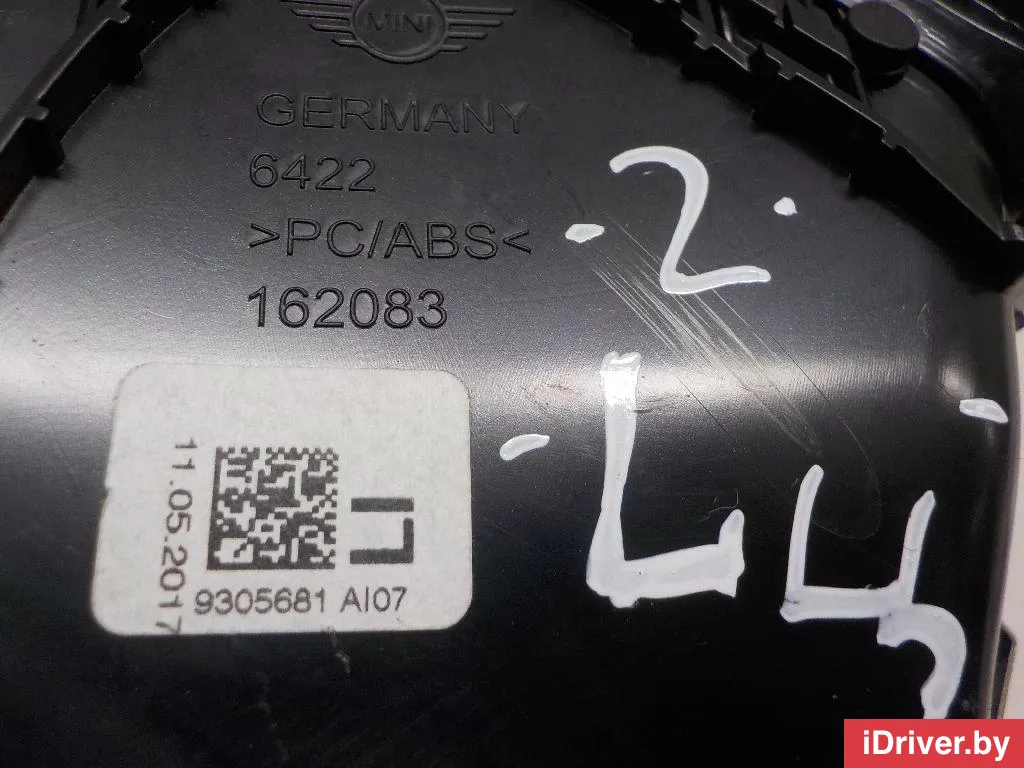 MINI
GERMANY
6422
>PC/ABS<
162083
11.05.2017
9305681 AI07
2
L
iDriver.by